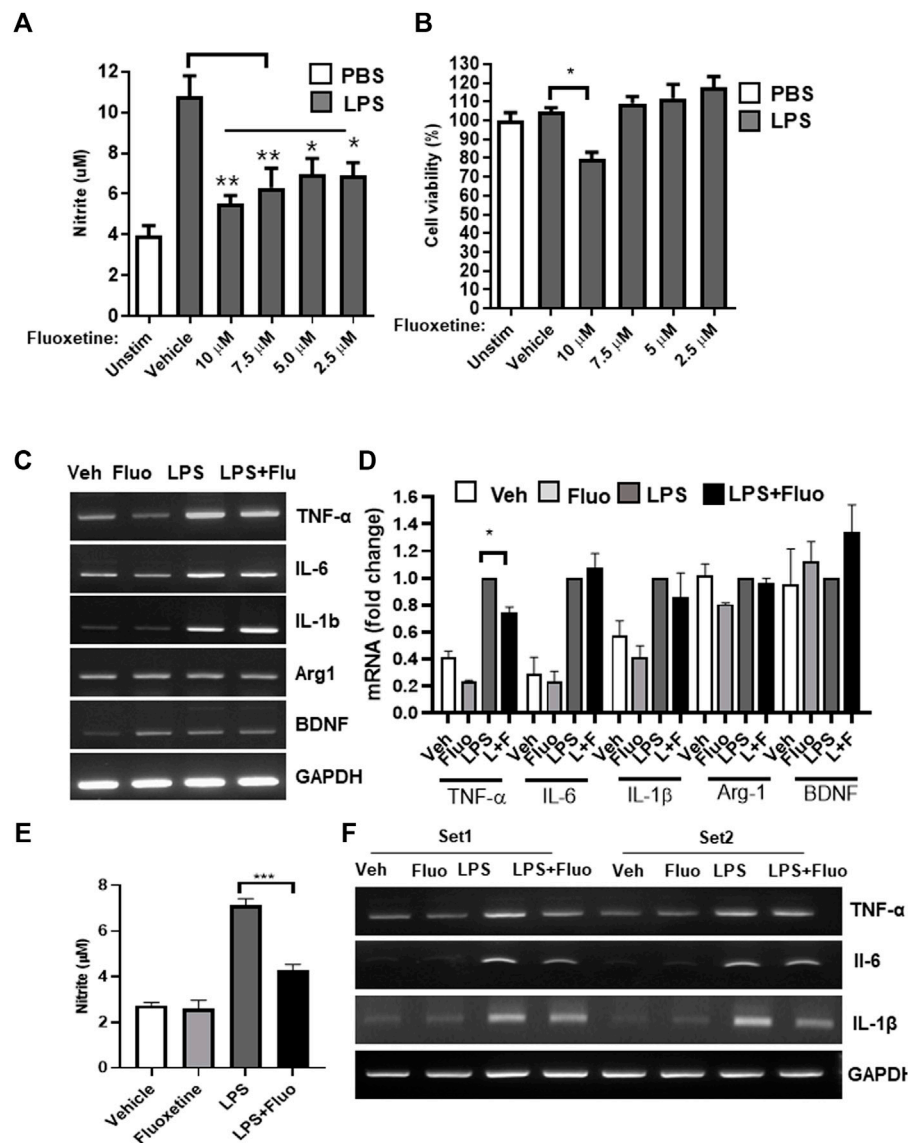 A
Nitrite (uM)
12
10
8
6
4
2
0
PBS
LPS
**
**
*
*
Fluoxetine:
Unstim
Vehicle
10 μM
7.5 μM
5.0 μM
2.5 μM
B
Cell viability (%)
130
120
110
100
90
80
70
60
50
40
30
20
10
0
*
PBS
LPS
Fluoxetine:
Unstim
Vehicle
10 μM
7.5 μM
5 μM
2.5 μM
C
Veh Fluo LPS LPS+Flu
TNF-α
IL-6
IL-1b
Arg1
BDNF
GAPDH
D
Veh Fluo LPS LPS+Fluo
mRNA (fold change)
1.6
1.4
1.2
1.0
0.8
0.6
0.4
0.2
0.0
*
Veh Fluo LPS L+F Veh Fluo LPS L+F Veh Fluo LPS L+F Veh Fluo LPS L+F Veh Fluo LPS L+F
TNF-α IL-6 IL-1β Arg-1 BDNF
E
Nitrite (μM)
8
6
4
2
0
***
Vehicle
Fluoxetine
LPS
LPS+Fluo
F
Set1 Set2
Veh Fluo LPS LPS+Fluo Veh Fluo LPS LPS+Fluo
TNF-α
Il-6
IL-1β
GAPDH